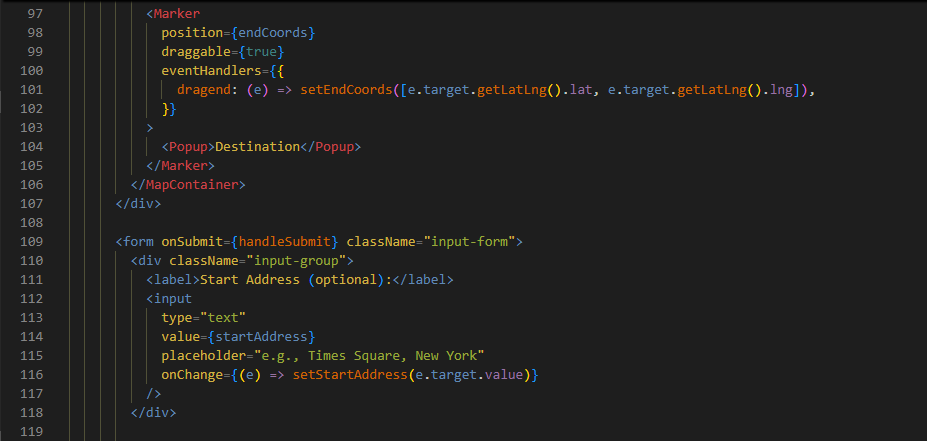 97 <Marker
98 position={endCoords}
99 draggable={true}
100 eventHandlers={{
101 dragend: (e) => setEndCoords([e.target.getLatLng().lat, e.target.getLatLng().lng]),
102 }}
103 >
104 <Popup>Destination</Popup>
105 </Marker>
106 </MapContainer>
107 </div>
108
109 <form onSubmit={handleSubmit} className="input-form">
110 <div className="input-group">
111 <label>Start Address (optional):</label>
112 <input
113 type="text"
114 value={startAddress}
115 placeholder="e.g., Times Square, New York"
116 onChange={(e) => setStartAddress(e.target.value)}
117 />
118 </div>
119